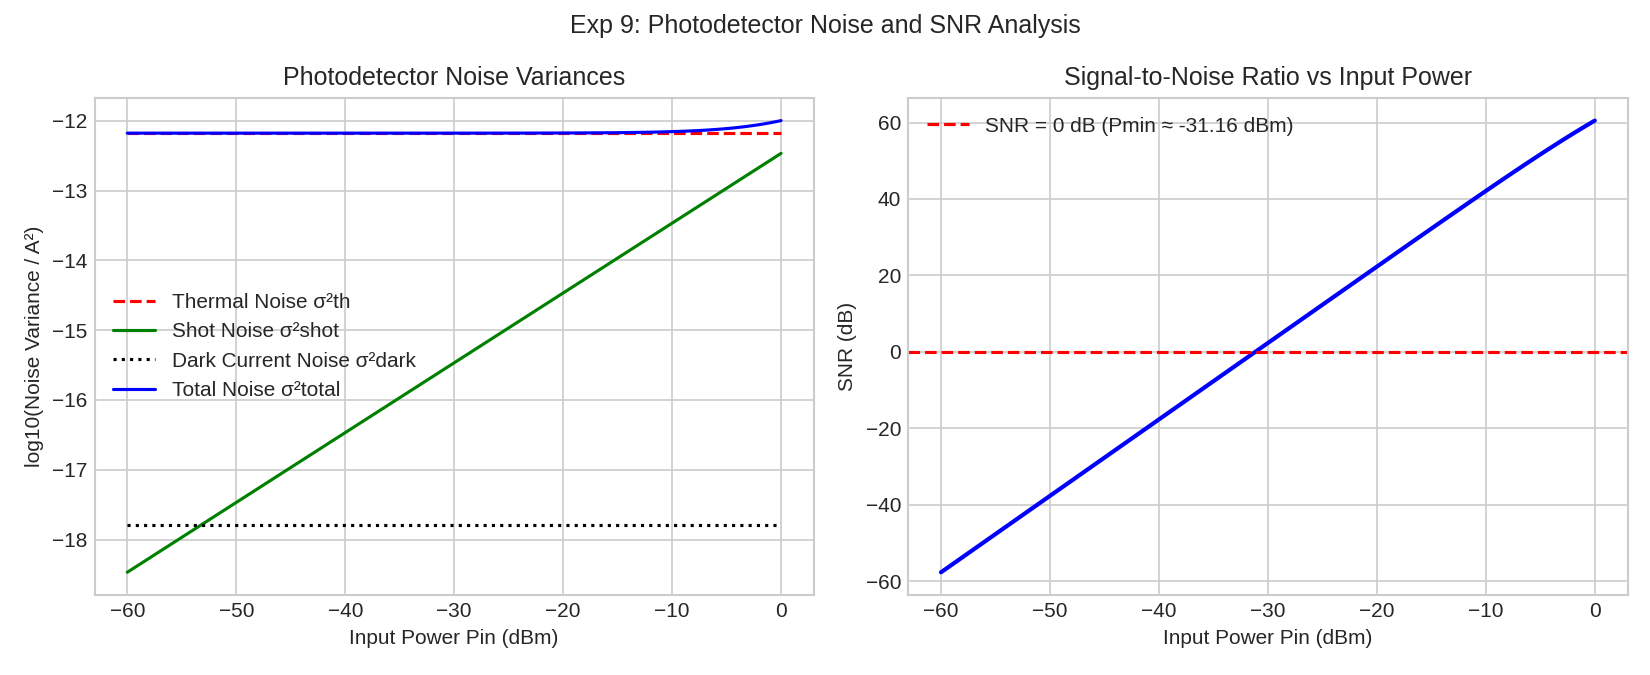 Exp 9: Photodetector Noise and SNR Analysis
Photodetector Noise Variances
log10(Noise Variance / A²)
−12
−13
−14
−15
−16
−17
−18
Thermal Noise σ²th
Shot Noise σ²shot
Dark Current Noise σ²dark
Total Noise σ²total
−60 −50 −40 −30 −20 −10 0
Input Power Pin (dBm)
Signal-to-Noise Ratio vs Input Power
SNR (dB)
60
40
20
0
−20
−40
−60
SNR = 0 dB (Pmin ≈ -31.16 dBm)
−60 −50 −40 −30 −20 −10 0
Input Power Pin (dBm)